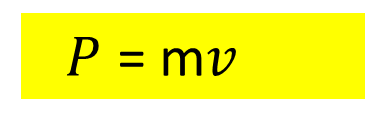 P = mv